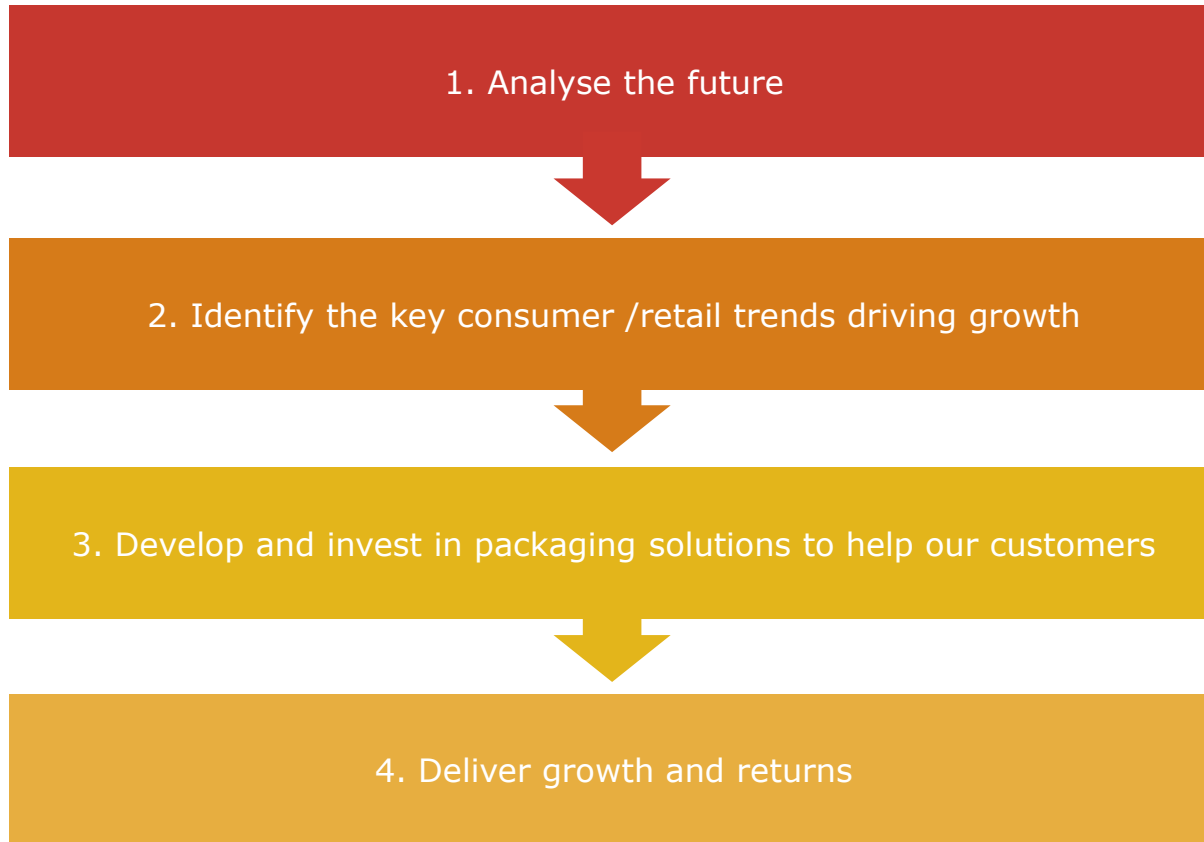 1. Analyse the future
2. Identify the key consumer /retail trends driving growth
3. Develop and invest in packaging solutions to help our customers
4. Deliver growth and returns